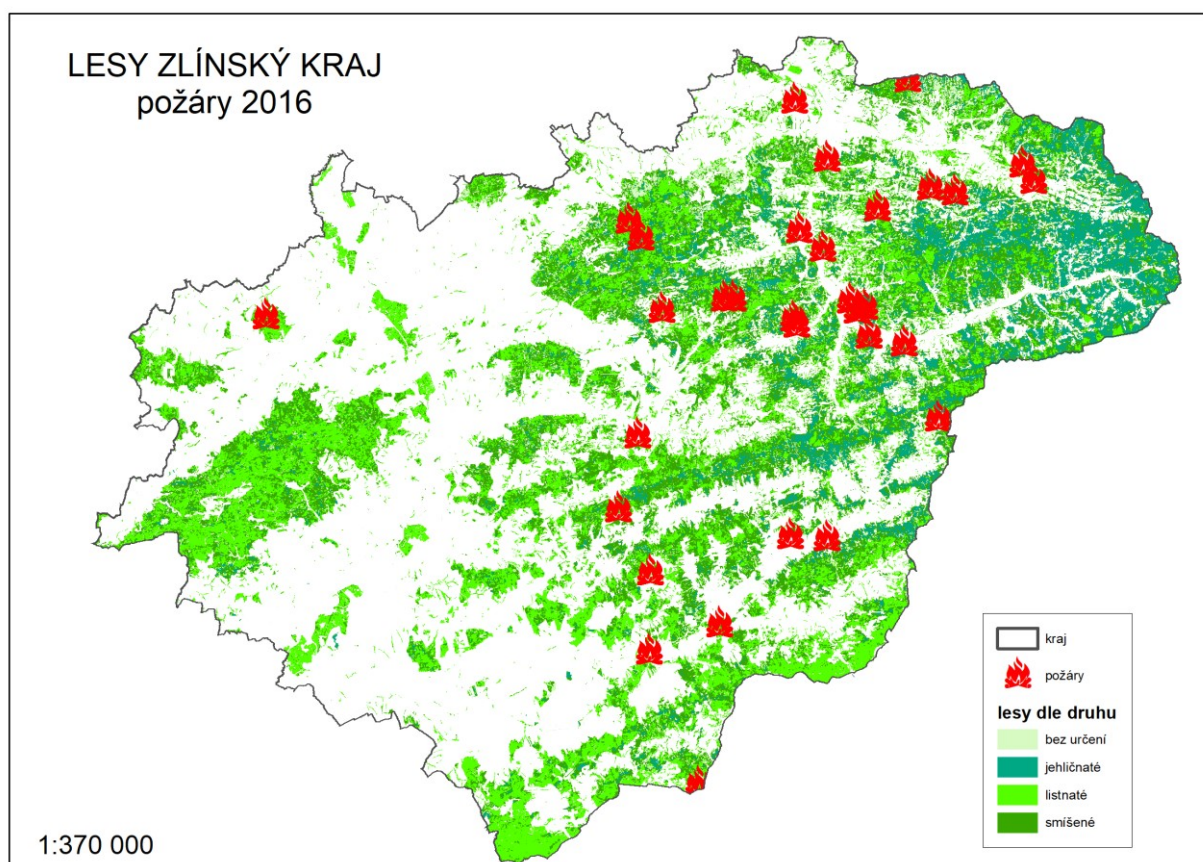 LESY ZLÍNSKÝ KRAJ
požáry 2016
kraj
požáry
lesy dle druhu
bez určení
jehličnaté
listnaté
smíšené
1:370 000